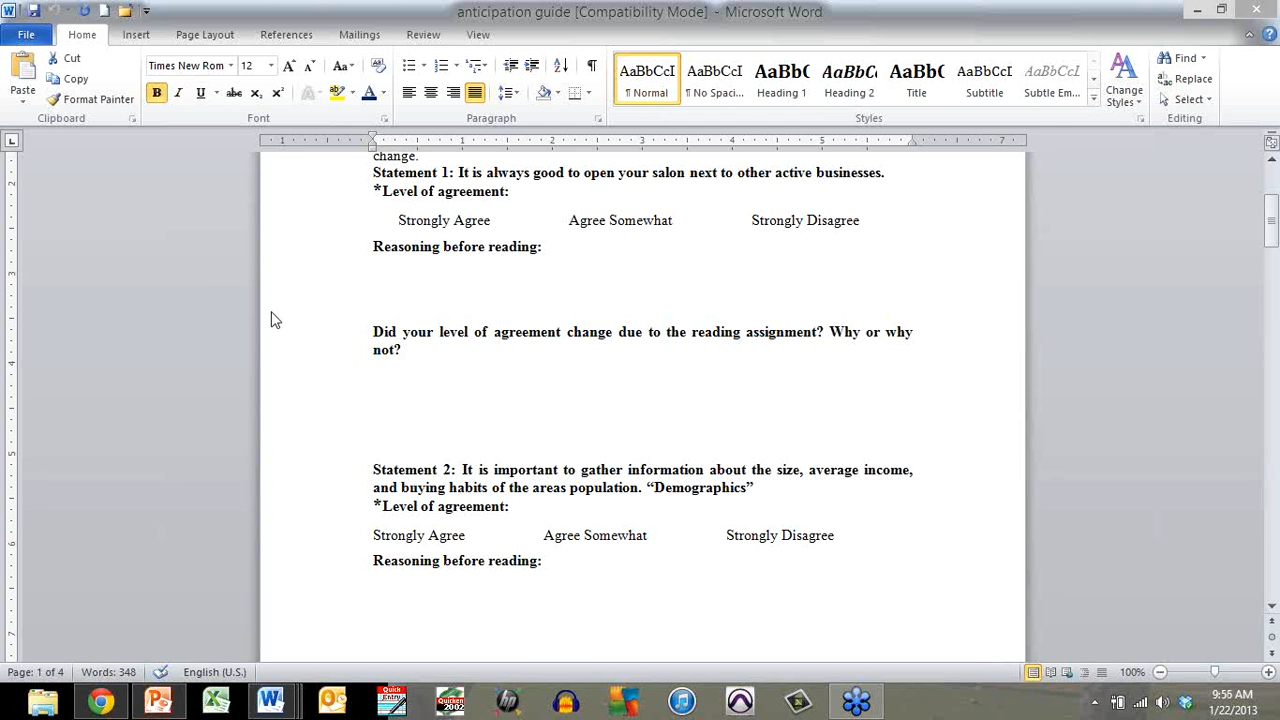 anticipation guide [Compatibility Mode] - Microsoft Word
File Home Insert Page Layout References Mailings Review View
Paste
Cut
Copy
Format Painter
Clipboard
Times New Rom 12
Font
Paragraph
AaBbCcI AaBbCcI AaBbC AaBbCc AaBbC AaBbCcI AaBbCcI
¶ Normal ¶ No Spaci... Heading 1 Heading 2 Title Subtitle Subtle Em...
Change
Styles
Styles
Find
Replace
Select
Editing
change.
Statement 1: It is always good to open your salon next to other active businesses.
*Level of agreement:
Strongly Agree Agree Somewhat Strongly Disagree
Reasoning before reading:
Did your level of agreement change due to the reading assignment? Why or why
not?
Statement 2: It is important to gather information about the size, average income,
and buying habits of the areas population. “Demographics”
*Level of agreement:
Strongly Agree Agree Somewhat Strongly Disagree
Reasoning before reading:
Page: 1 of 4 Words: 348 English (U.S.) 100%
Quick
Entry
Quicken
2002
9:55 AM
1/22/2013